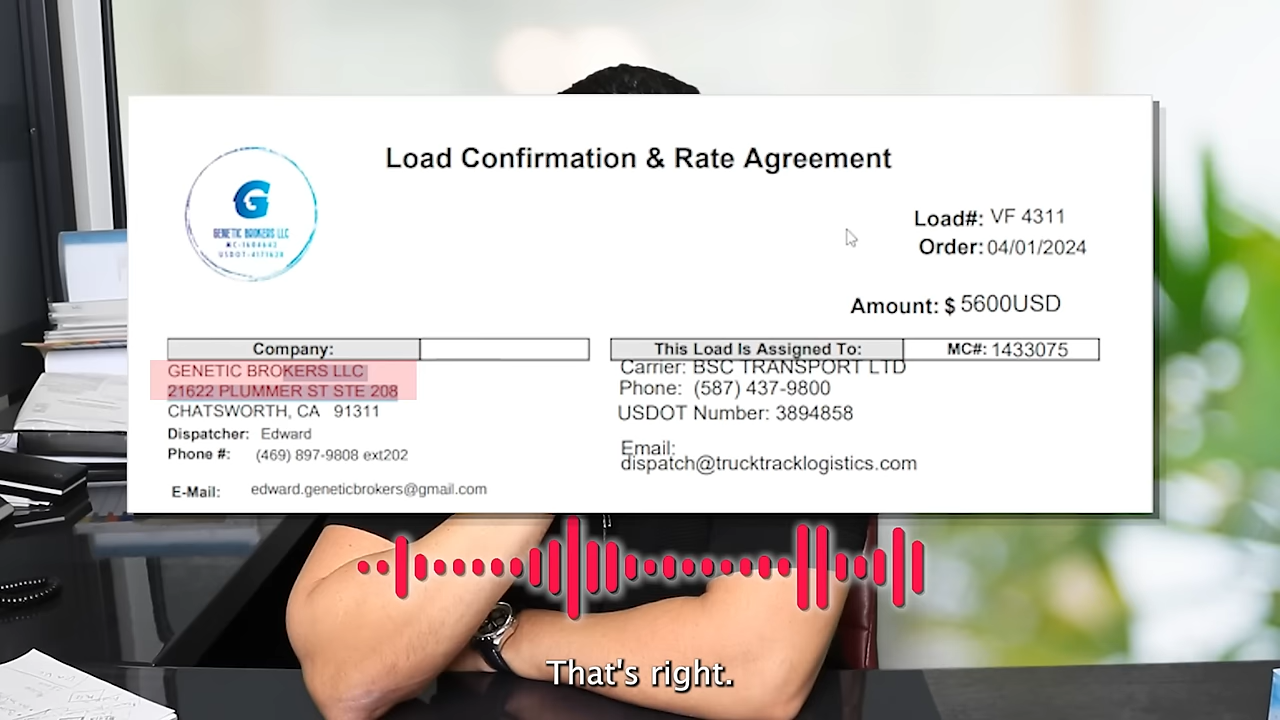 Load Confirmation & Rate Agreement
G
GENETIC BROKERS LLC
Load#: VF 4311
Order: 04/01/2024
Amount: $ 5600USD
Company:
GENETIC BROKERS LLC
21622 PLUMMER ST STE 208
CHATSWORTH, CA 91311
Dispatcher: Edward
Phone #: (469) 897-9808 ext202
E-Mail: edward.geneticbrokers@gmail.com
This Load Is Assigned To: MC#: 1433075
Carrier: BSC TRANSPORT LTD
Phone: (587) 437-9800
USDOT Number: 3894858
Email:
dispatch@trucktracklogistics.com
That's right.